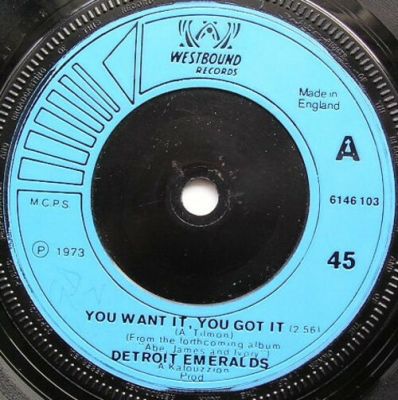 WESTBOUND
RECORDS
Made in
England
A
1
M.C.P.S.
6146 103
P 1973
45
YOU WANT IT, YOU GOT IT (2.56)
(A. Tilmon)
(From the forthcoming album
"Abe, James and Ivory")
DETROIT EMERALDS
A Kalouzzion
Prod.